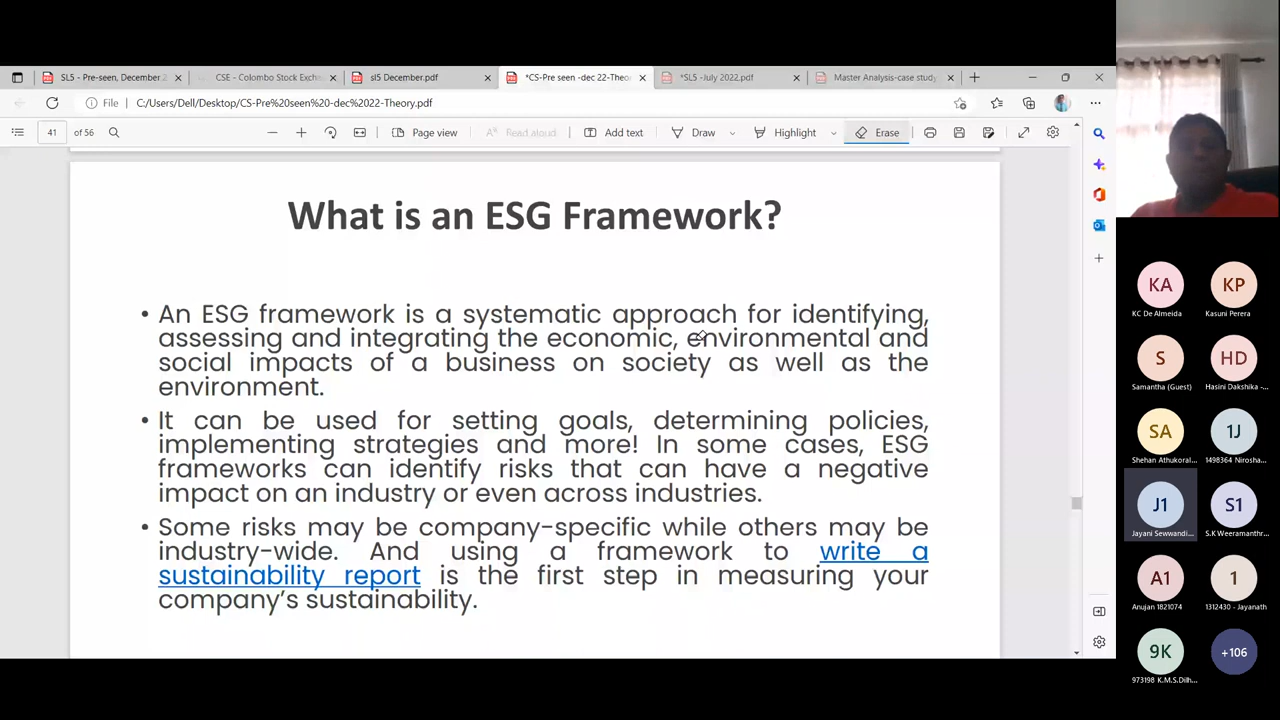 SL5 - Pre-seen, December.2
CSE - Colombo Stock Exch
sl5 December.pdf
*CS-Pre seen -dec 22-Theo
*SL5 -July 2022.pdf
Master Analysis-case study
File
C:/Users/Dell/Desktop/CS-Pre%20seen%20-dec%2022-Theory.pdf
41 of 56
Page view
Read aloud
Add text
Draw
Highlight
Erase
What is an ESG Framework?
• An ESG framework is a systematic approach for identifying,
assessing and integrating the economic, environmental and
social impacts of a business on society as well as the
environment.
• It can be used for setting goals, determining policies,
implementing strategies and more! In some cases, ESG
frameworks can identify risks that can have a negative
impact on an industry or even across industries.
• Some risks may be company-specific while others may be
industry-wide. And using a framework to write a
sustainability report is the first step in measuring your
company's sustainability.
KA
KC De Almeida
KP
Kasuni Perera
S
Samantha (Guest)
HD
Hasini Dakshika -...
SA
Shehan Athukoral...
1J
1498364 Nirosha...
J1
Jayani Sewwandi...
S1
S.K Weeramanthr...
A1
Anujan 1821074
1
1312430 - Jayanath
9K
973198 K.M.S.Dilh...
+106